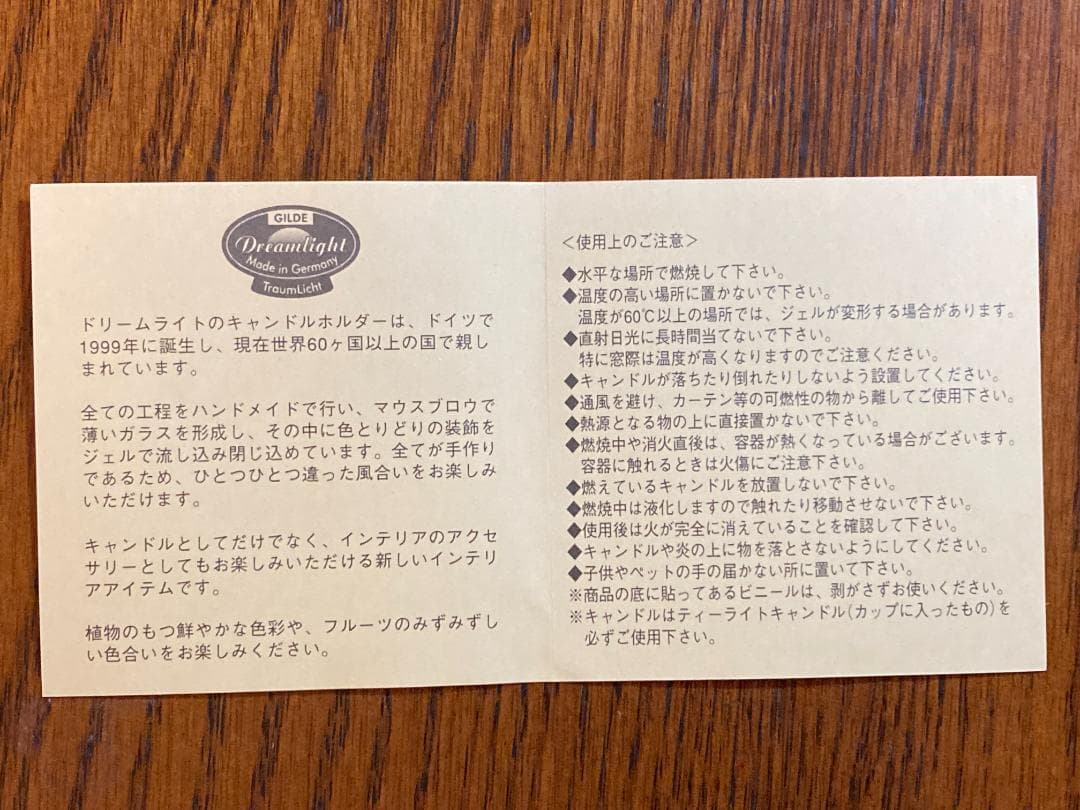 GILDE
Dreamlight
Made in Germany
TraumLicht
ドリームライトのキャンドルホルダーは、ドイツで
1999年に誕生し、現在世界60ヶ国以上の国で親し
まれています。
全ての工程をハンドメイドで行い、マウスブロウで
薄いガラスを形成し、その中に色とりどりの装飾を
ジェルで流し込み閉じ込めています。全てが手作り
であるため、ひとつひとつ違った風合いをお楽しみ
いただけます。
キャンドルとしてだけでなく、インテリアのアクセ
サリーとしてもお楽しみいただける新しいインテリ
アアイテムです。
植物のもつ鮮やかな色彩や、フルーツのみずみずし
い色合いをお楽しみください。
＜使用上のご注意＞
◆水平な場所で燃焼して下さい。
◆温度の高い場所に置かないで下さい。
温度が60℃以上の場所では、ジェルが変形する場合があります。
◆直射日光に長時間当てないで下さい。
特に窓際は温度が高くなりますのでご注意ください。
◆キャンドルが落ちたり倒れたりしないよう設置してください。
◆通風を避け、カーテン等の可燃性の物から離してご使用下さい。
◆熱源となる物の上に直接置かないで下さい。
◆燃焼中や消火直後は、容器が熱くなっている場合がございます。
容器に触れるときは火傷にご注意下さい。
◆燃えているキャンドルを放置しないで下さい。
◆燃焼中は液化しますので触れたり移動させないで下さい。
◆使用後は火が完全に消えていることを確認して下さい。
◆キャンドルや炎の上に物を落とさないようにしてください。
◆子供やペットの手の届かない所に置いて下さい。
※商品の底に貼ってあるビニールは、剥がさずお使いください。
※キャンドルはティーライトキャンドル(カップに入ったもの)を
必ずご使用下さい。